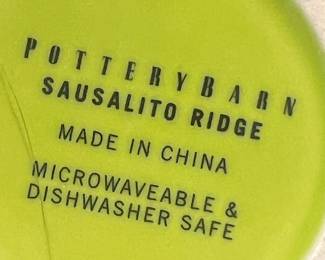 POTTERYBARN
SAUSALITO RIDGE
MADE IN CHINA
MICROWAVEABLE &
DISHWASHER SAFE